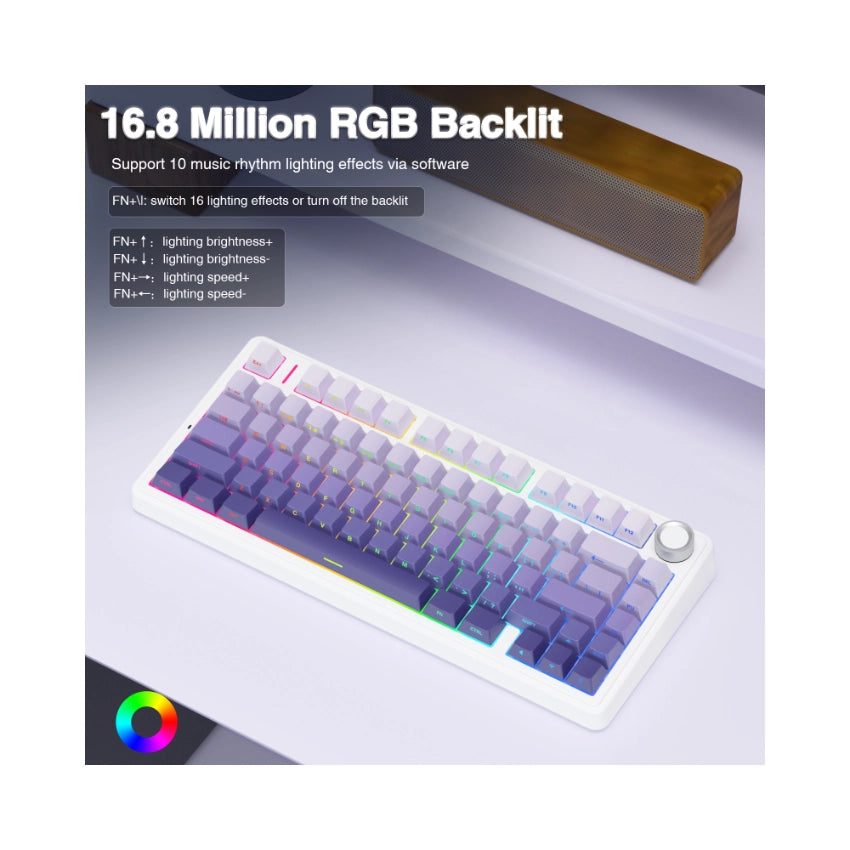 16.8 Million RGB Backlit
Support 10 music rhythm lighting effects via software
FN+\I: switch 16 lighting effects or turn off the backlit
FN+↑: lighting brightness+
FN+↓: lighting brightness-
FN+→: lighting speed+
FN+←: lighting speed-